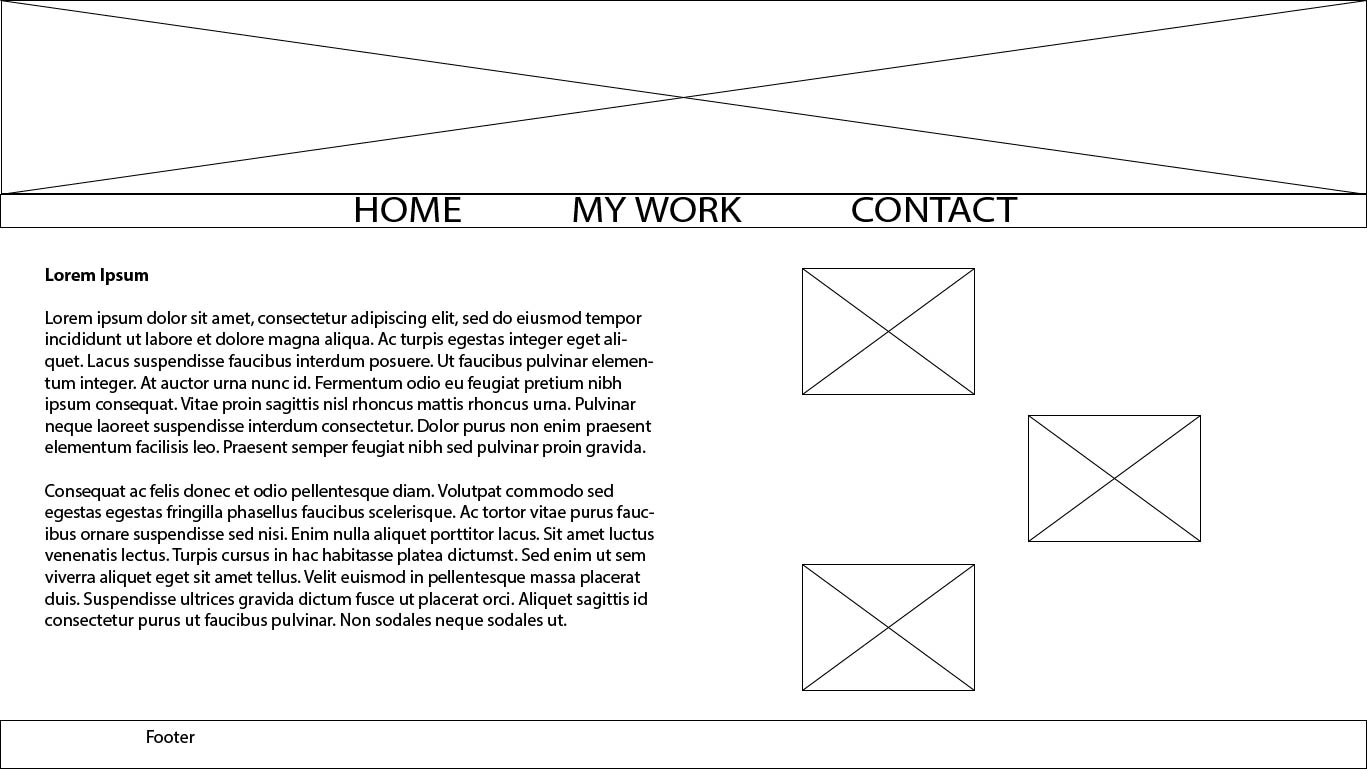 HOME MY WORK CONTACT
Lorem Ipsum
Lorem ipsum dolor sit amet, consectetur adipiscing elit, sed do eiusmod tempor
incididunt ut labore et dolore magna aliqua. Ac turpis egestas integer eget ali-
quet. Lacus suspendisse faucibus interdum posuere. Ut faucibus pulvinar elemen-
tum integer. At auctor urna nunc id. Fermentum odio eu feugiat pretium nibh
ipsum consequat. Vitae proin sagittis nisl rhoncus mattis rhoncus urna. Pulvinar
neque laoreet suspendisse interdum consectetur. Dolor purus non enim praesent
elementum facilisis leo. Praesent semper feugiat nibh sed pulvinar proin gravida.
Consequat ac felis donec et odio pellentesque diam. Volutpat commodo sed
egestas egestas fringilla phasellus faucibus scelerisque. Ac tortor vitae purus fauc-
ibus ornare suspendisse sed nisi. Enim nulla aliquet porttitor lacus. Sit amet luctus
venenatis lectus. Turpis cursus in hac habitasse platea dictumst. Sed enim ut sem
viverra aliquet eget sit amet tellus. Velit euismod in pellentesque massa placerat
duis. Suspendisse ultrices gravida dictum fusce ut placerat orci. Aliquet sagittis id
consectetur purus ut faucibus pulvinar. Non sodales neque sodales ut.
Footer